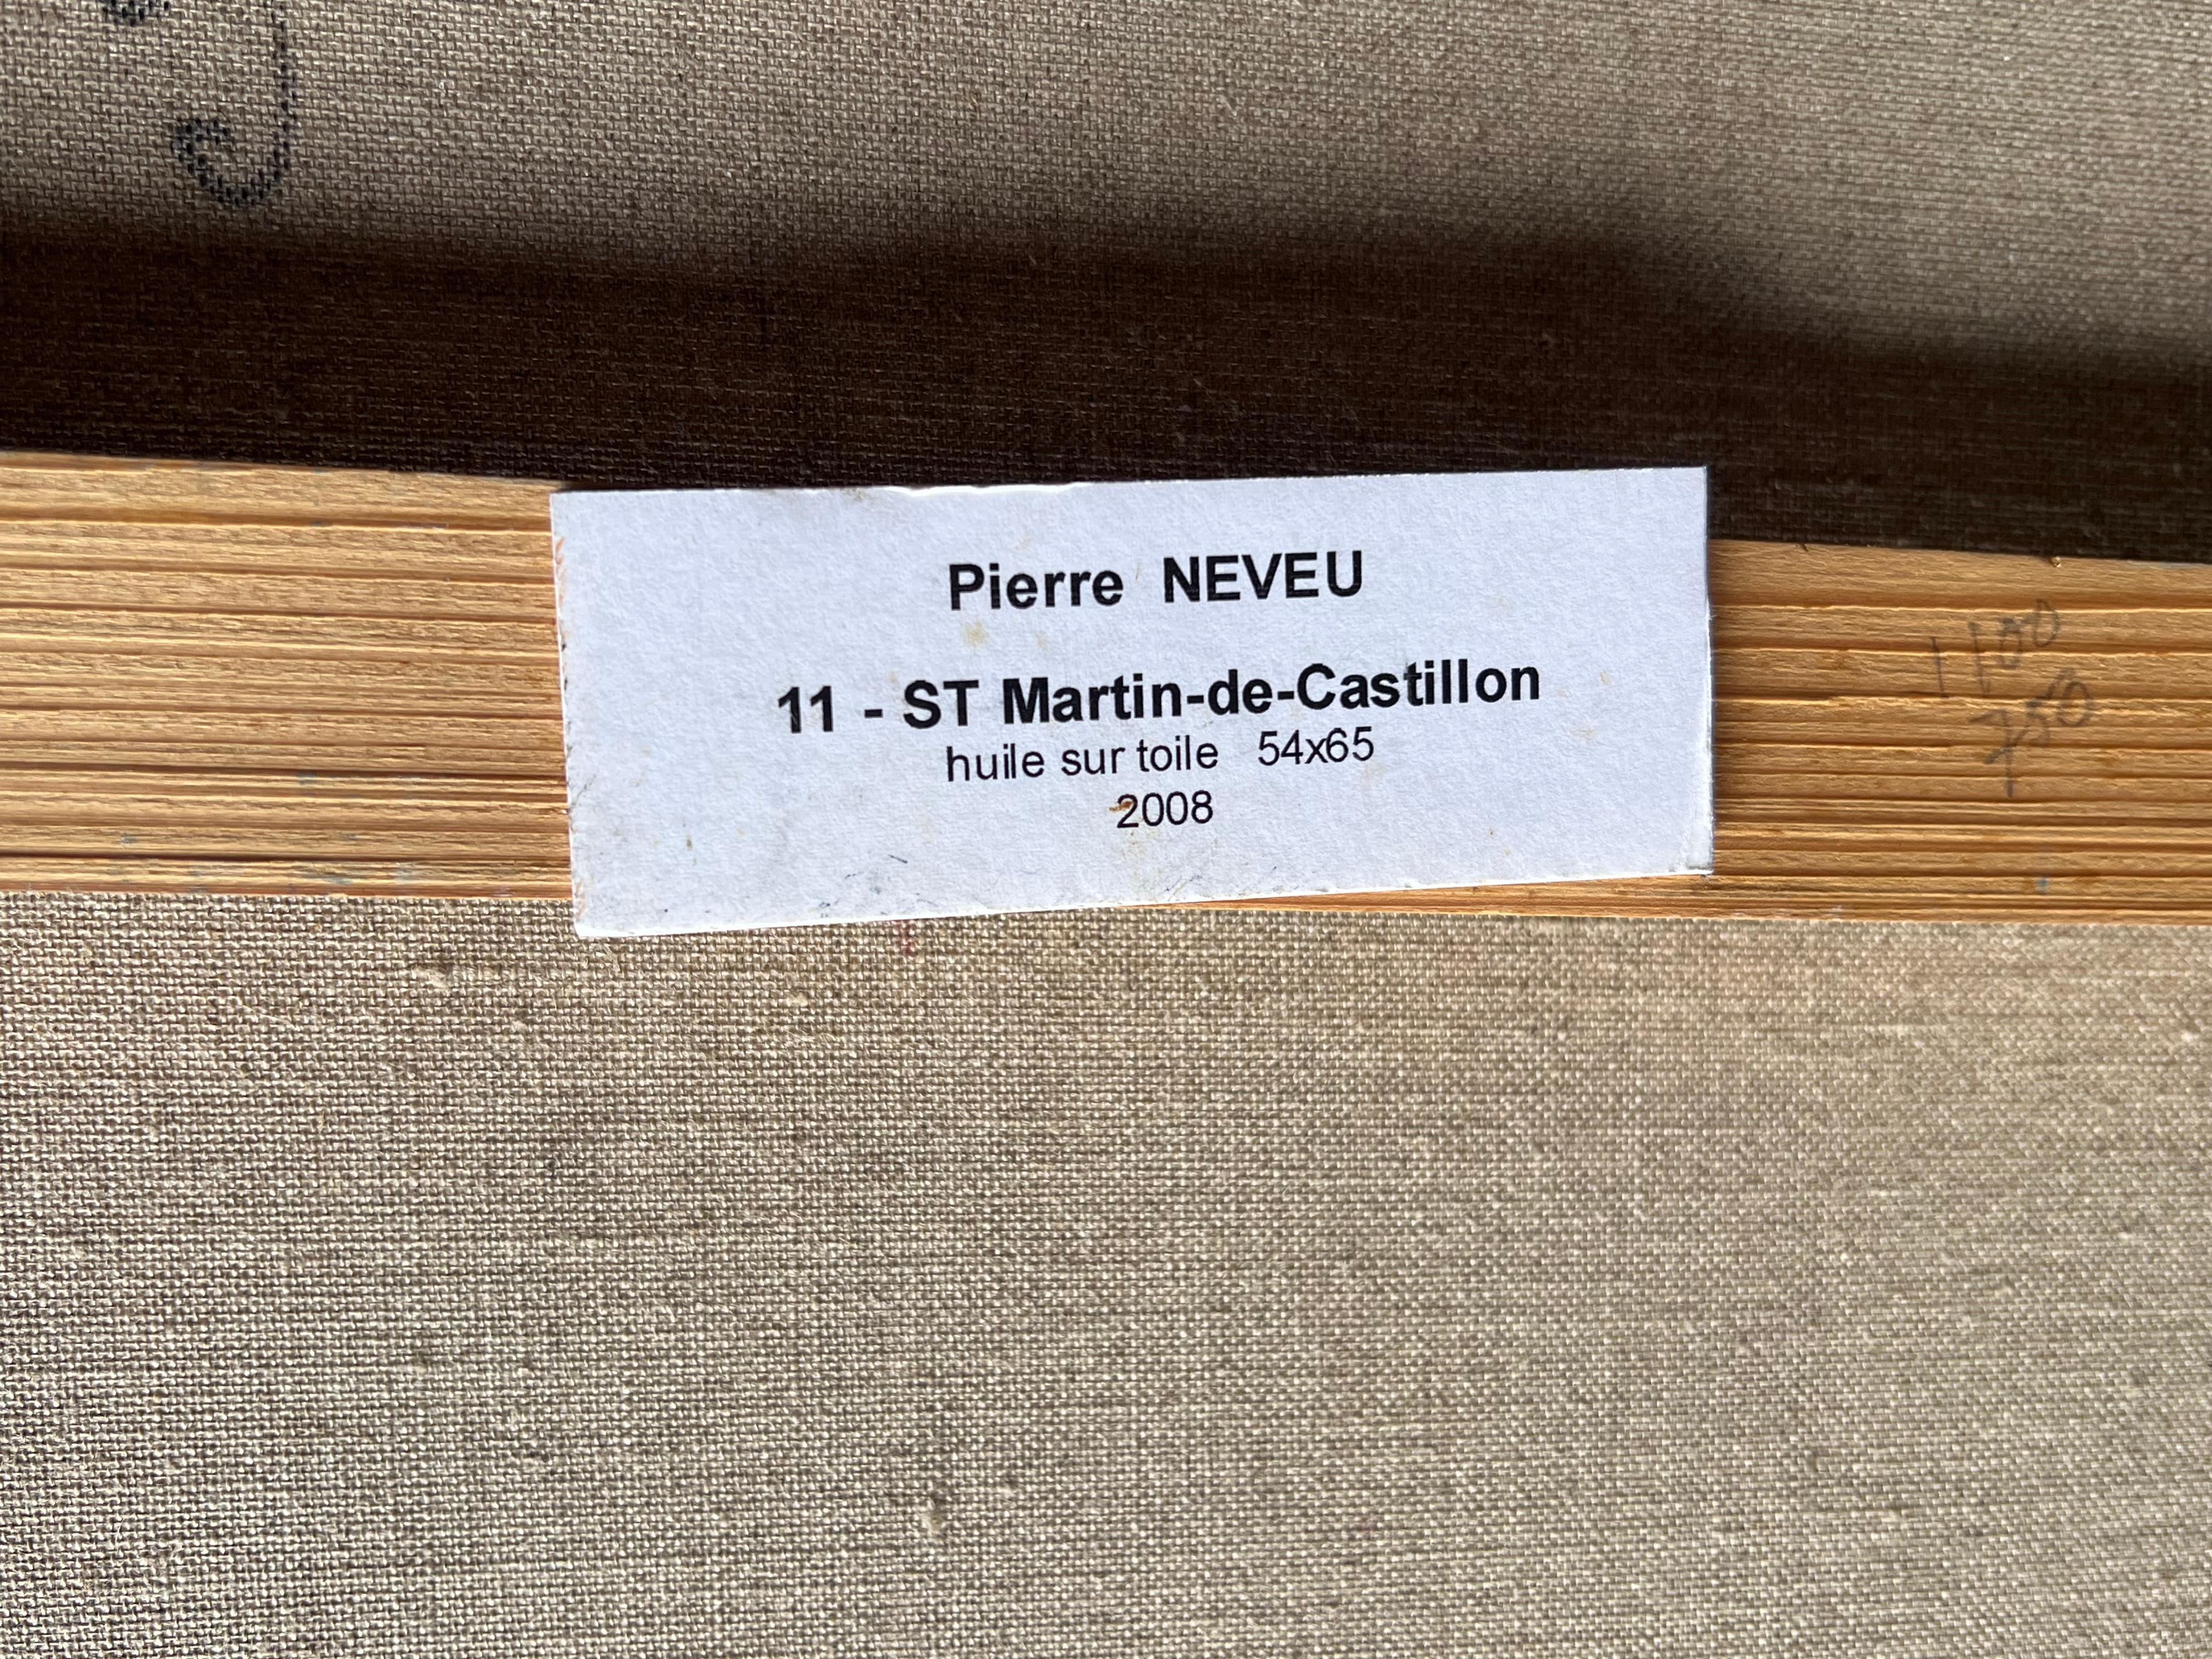 Pierre NEVEU
11 - ST Martin-de-Castillon
huile sur toile 54x65
2008
1100
750